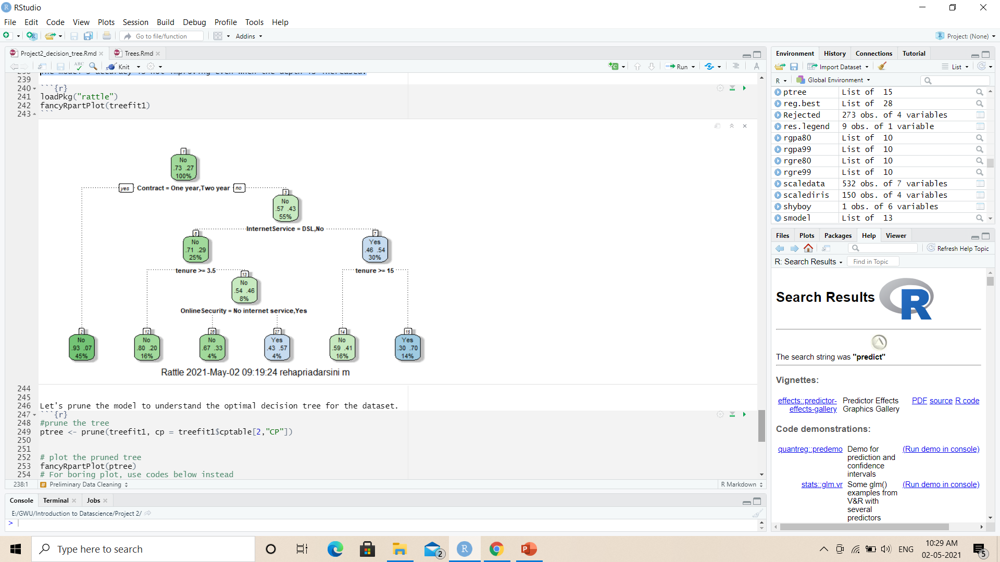 RStudio
File Edit Code View Plots Session Build Debug Profile Tools Help
Go to file/function Addins Project: (None)
Project2_decision_tree.Rmd Trees.Rmd
ABC Knit Run
239
240 ```{r}
241 loadPkg("rattle")
242 fancyRpartPlot(treefit1)
243 ```
1
No
.73 .27
100%
yes Contract = One year,Two year no
3
No
.57 .43
55%
InternetService = DSL,No
6
No
.71 .29
25%
7
Yes
.46 .54
30%
tenure >= 3.5
tenure >= 15
13
No
.54 .46
8%
OnlineSecurity = No internet service,Yes
2
No
.93 .07
45%
12
No
.80 .20
16%
26
No
.67 .33
4%
27
Yes
.43 .57
4%
14
No
.59 .41
16%
15
Yes
.30 .70
14%
Rattle 2021-May-02 09:19:24 rehapriadarsini m
244
245
246 Let's prune the model to understand the optimal decision tree for the dataset.
247 ```{r}
248 #prune the tree
249 ptree <- prune(treefit1, cp = treefit1$cptable[2,"CP"])
250
251
252 # plot the pruned tree
253 fancyRpartPlot(ptree)
254 # For boring plot, use codes below instead
238:1 # Preliminary Data Cleaning R Markdown
Console Terminal Jobs
E:/GWU/Introduction to Datascience/Project 2/
>
Environment History Connections Tutorial
Import Dataset List
R Global Environment
ptree List of 15
reg.best List of 28
Rejected 273 obs. of 4 variables
res.legend 9 obs. of 1 variable
rgpa80 List of 10
rgpa99 List of 10
rgre80 List of 10
rgre99 List of 10
scaledata 532 obs. of 7 variables
scalediris 150 obs. of 4 variables
shyboy 1 obs. of 6 variables
smodel List of 13
Files Plots Packages Help Viewer
Refresh Help Topic
R: Search Results Find in Topic
Search Results R
The search string was "predict"
Vignettes:
effects::predictor-effects-gallery Predictor Effects Graphics Gallery PDF source R code
Code demonstrations:
quantreg::predemo Demo for prediction and confidence intervals (Run demo in console)
stats::glm.vr Some glm() examples from V&R with several predictors (Run demo in console)
Type here to search
2
R
P
ENG
10:29 AM
02-05-2021
5